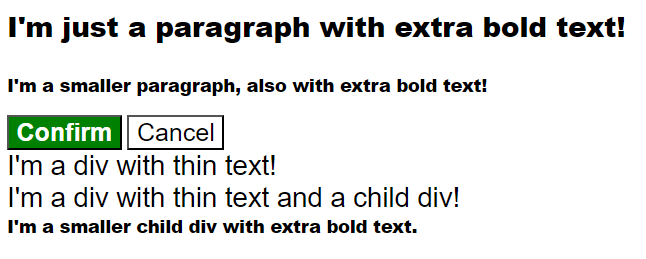 I'm just a paragraph with extra bold text!
I'm a smaller paragraph, also with extra bold text!
Confirm Cancel
I'm a div with thin text!
I'm a div with thin text and a child div!
I'm a smaller child div with extra bold text.